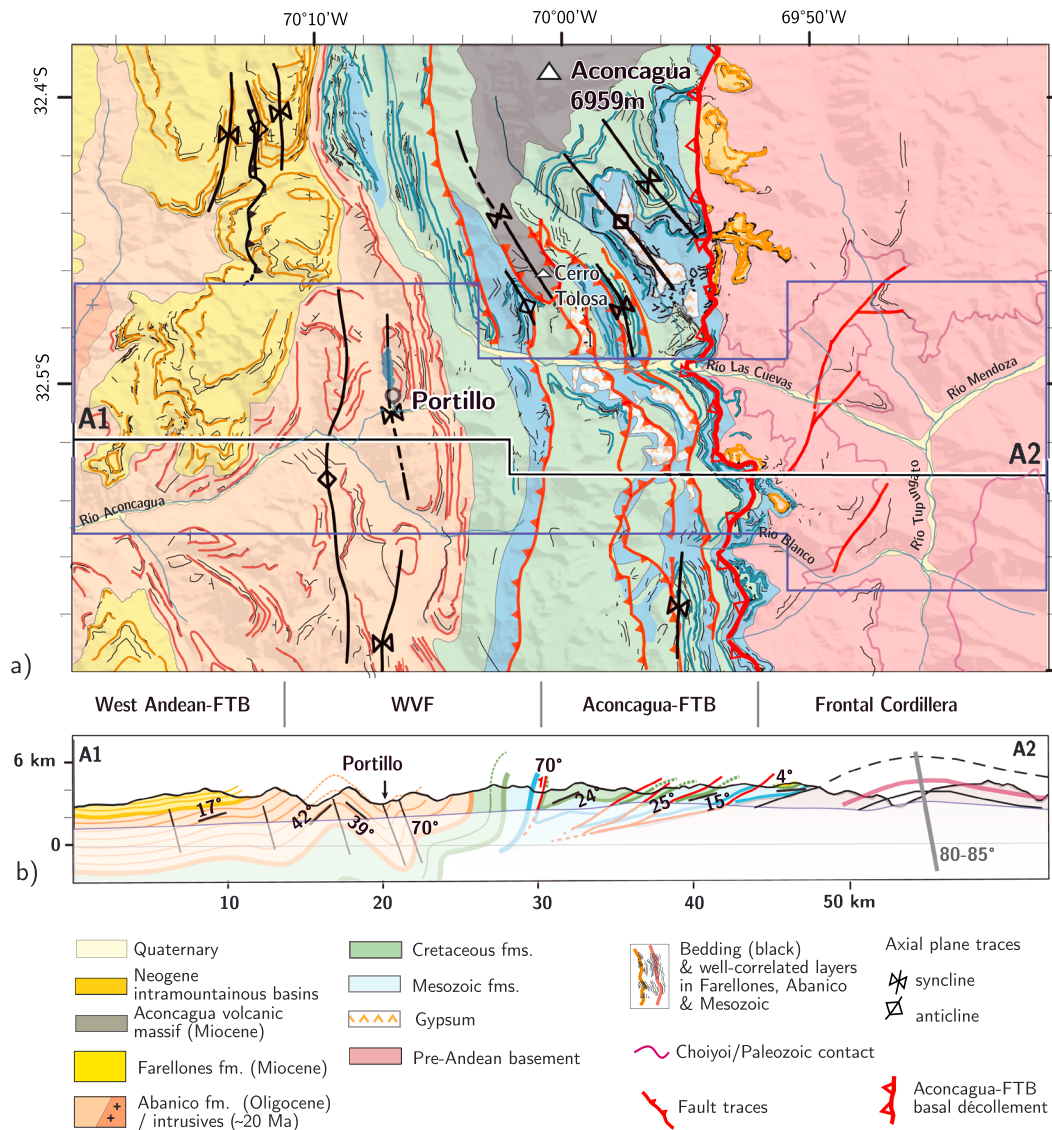 70°10'W
70°00'W
69°50'W
32.4°S
32.5°S
Aconcagua
6959m
Cerro
Tolosa
Portillo
Río Las Cuevas
Río Mendoza
A1
A2
Río Aconcagua
Río Tupungato
Río Blanco
a)
West Andean-FTB
WVF
Aconcagua-FTB
Frontal Cordillera
A1
A2
6 km
Portillo
70°
4°
17°
42°
39°
70°
24°
25°
15°
0
80-85°
b)
10
20
30
40
50 km
Quaternary
Neogene
intramountainous basins
Aconcagua volcanic
massif (Miocene)
Farellones fm. (Miocene)
Abanico fm. (Oligocene)
/ intrusives (~20 Ma)
Cretaceous fms.
Mesozoic fms.
Gypsum
Pre-Andean basement
Bedding (black)
& well-correlated layers
in Farellones, Abanico
& Mesozoic
Choiyoi/Paleozoic contact
Fault traces
Axial plane traces
syncline
anticline
Aconcagua-FTB
basal décollement